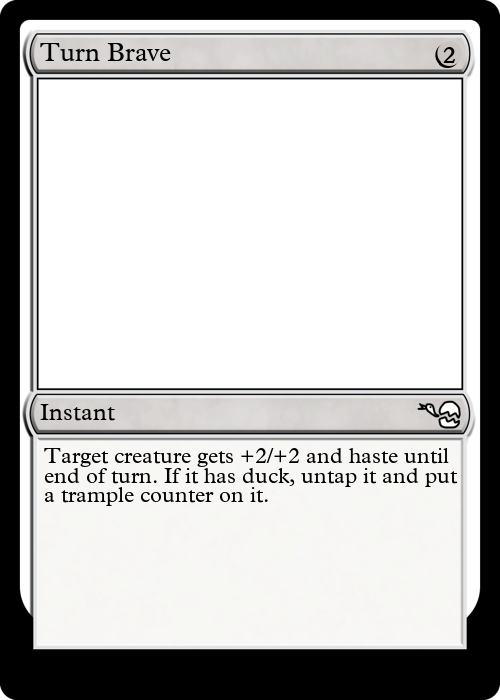 Turn Brave 2
Instant
Target creature gets +2/+2 and haste until
end of turn. If it has duck, untap it and put
a trample counter on it.